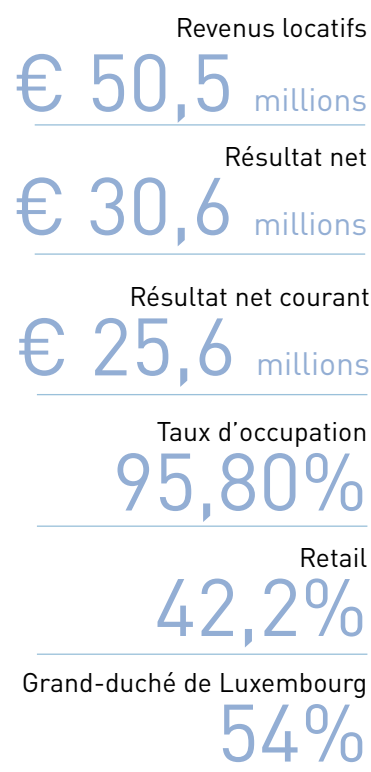 Revenus locatifs
€ 50,5 millions
Résultat net
€ 30,6 millions
Résultat net courant
€ 25,6 millions
Taux d’occupation
95,80%
Retail
42,2%
Grand-duché de Luxembourg
54%